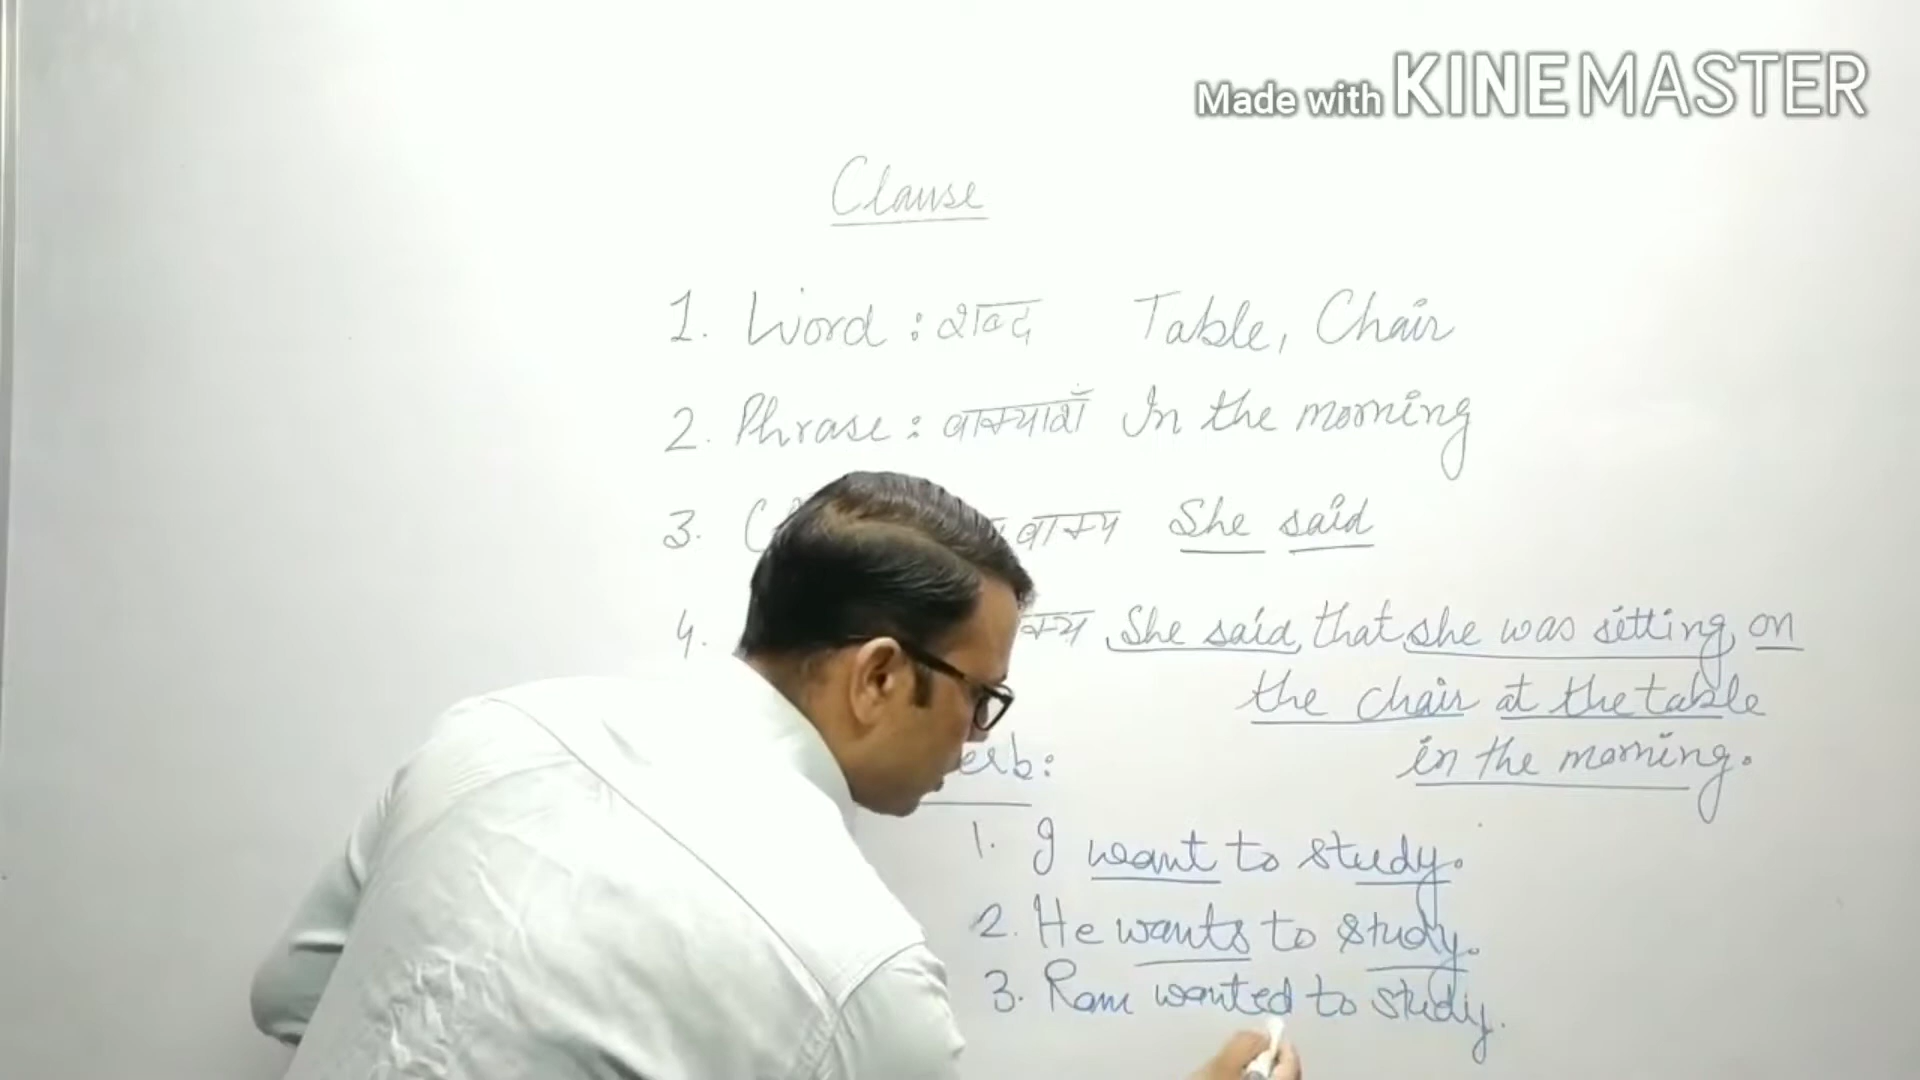 Made with KINEMASTER
Clause
1. Word : शब्द Table, Chair
2. Phrase : वाक्यांश In the morning
3. वाक्य She said
4. She said, that she was sitting on
the chair at the table
in the morning.
1. I want to study.
2. He wants to study.
3. Ram wanted to study.